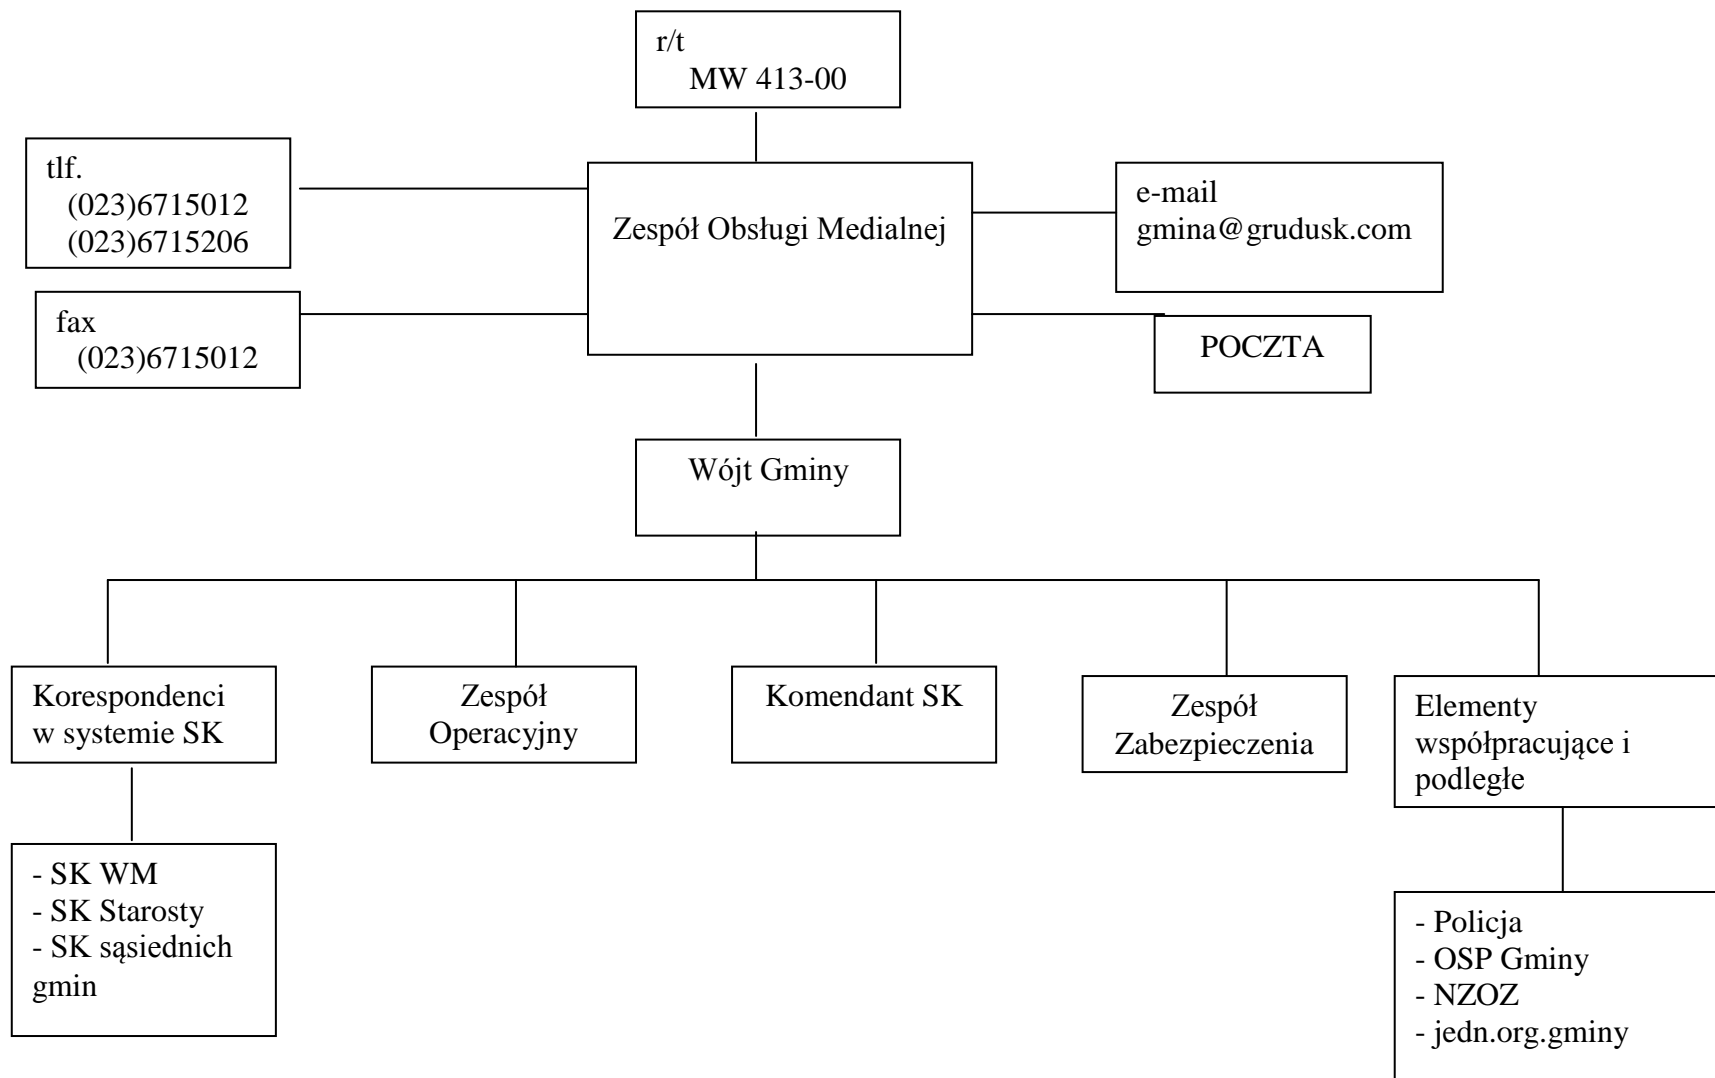 r/t
MW 413-00
tlf.
(023)6715012
(023)6715206
Zespół Obsługi Medialnej
e-mail
gmina@grudusk.com
fax
(023)6715012
POCZTA
Wójt Gminy
Korespondenci
w systemie SK
Zespół
Operacyjny
Komendant SK
Zespół
Zabezpieczenia
Elementy
współpracujące i
podległe
- SK WM
- SK Starosty
- SK sąsiednich
gmin
- Policja
- OSP Gminy
- NZOZ
- jedn.org.gminy